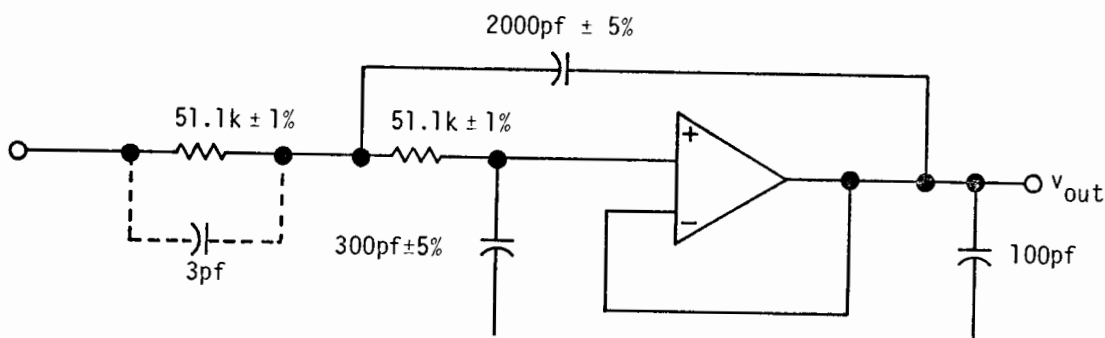 2000pf ± 5%
51.1k ± 1%
51.1k ± 1%
+
−
v out
300pf±5%
3pf
100pf